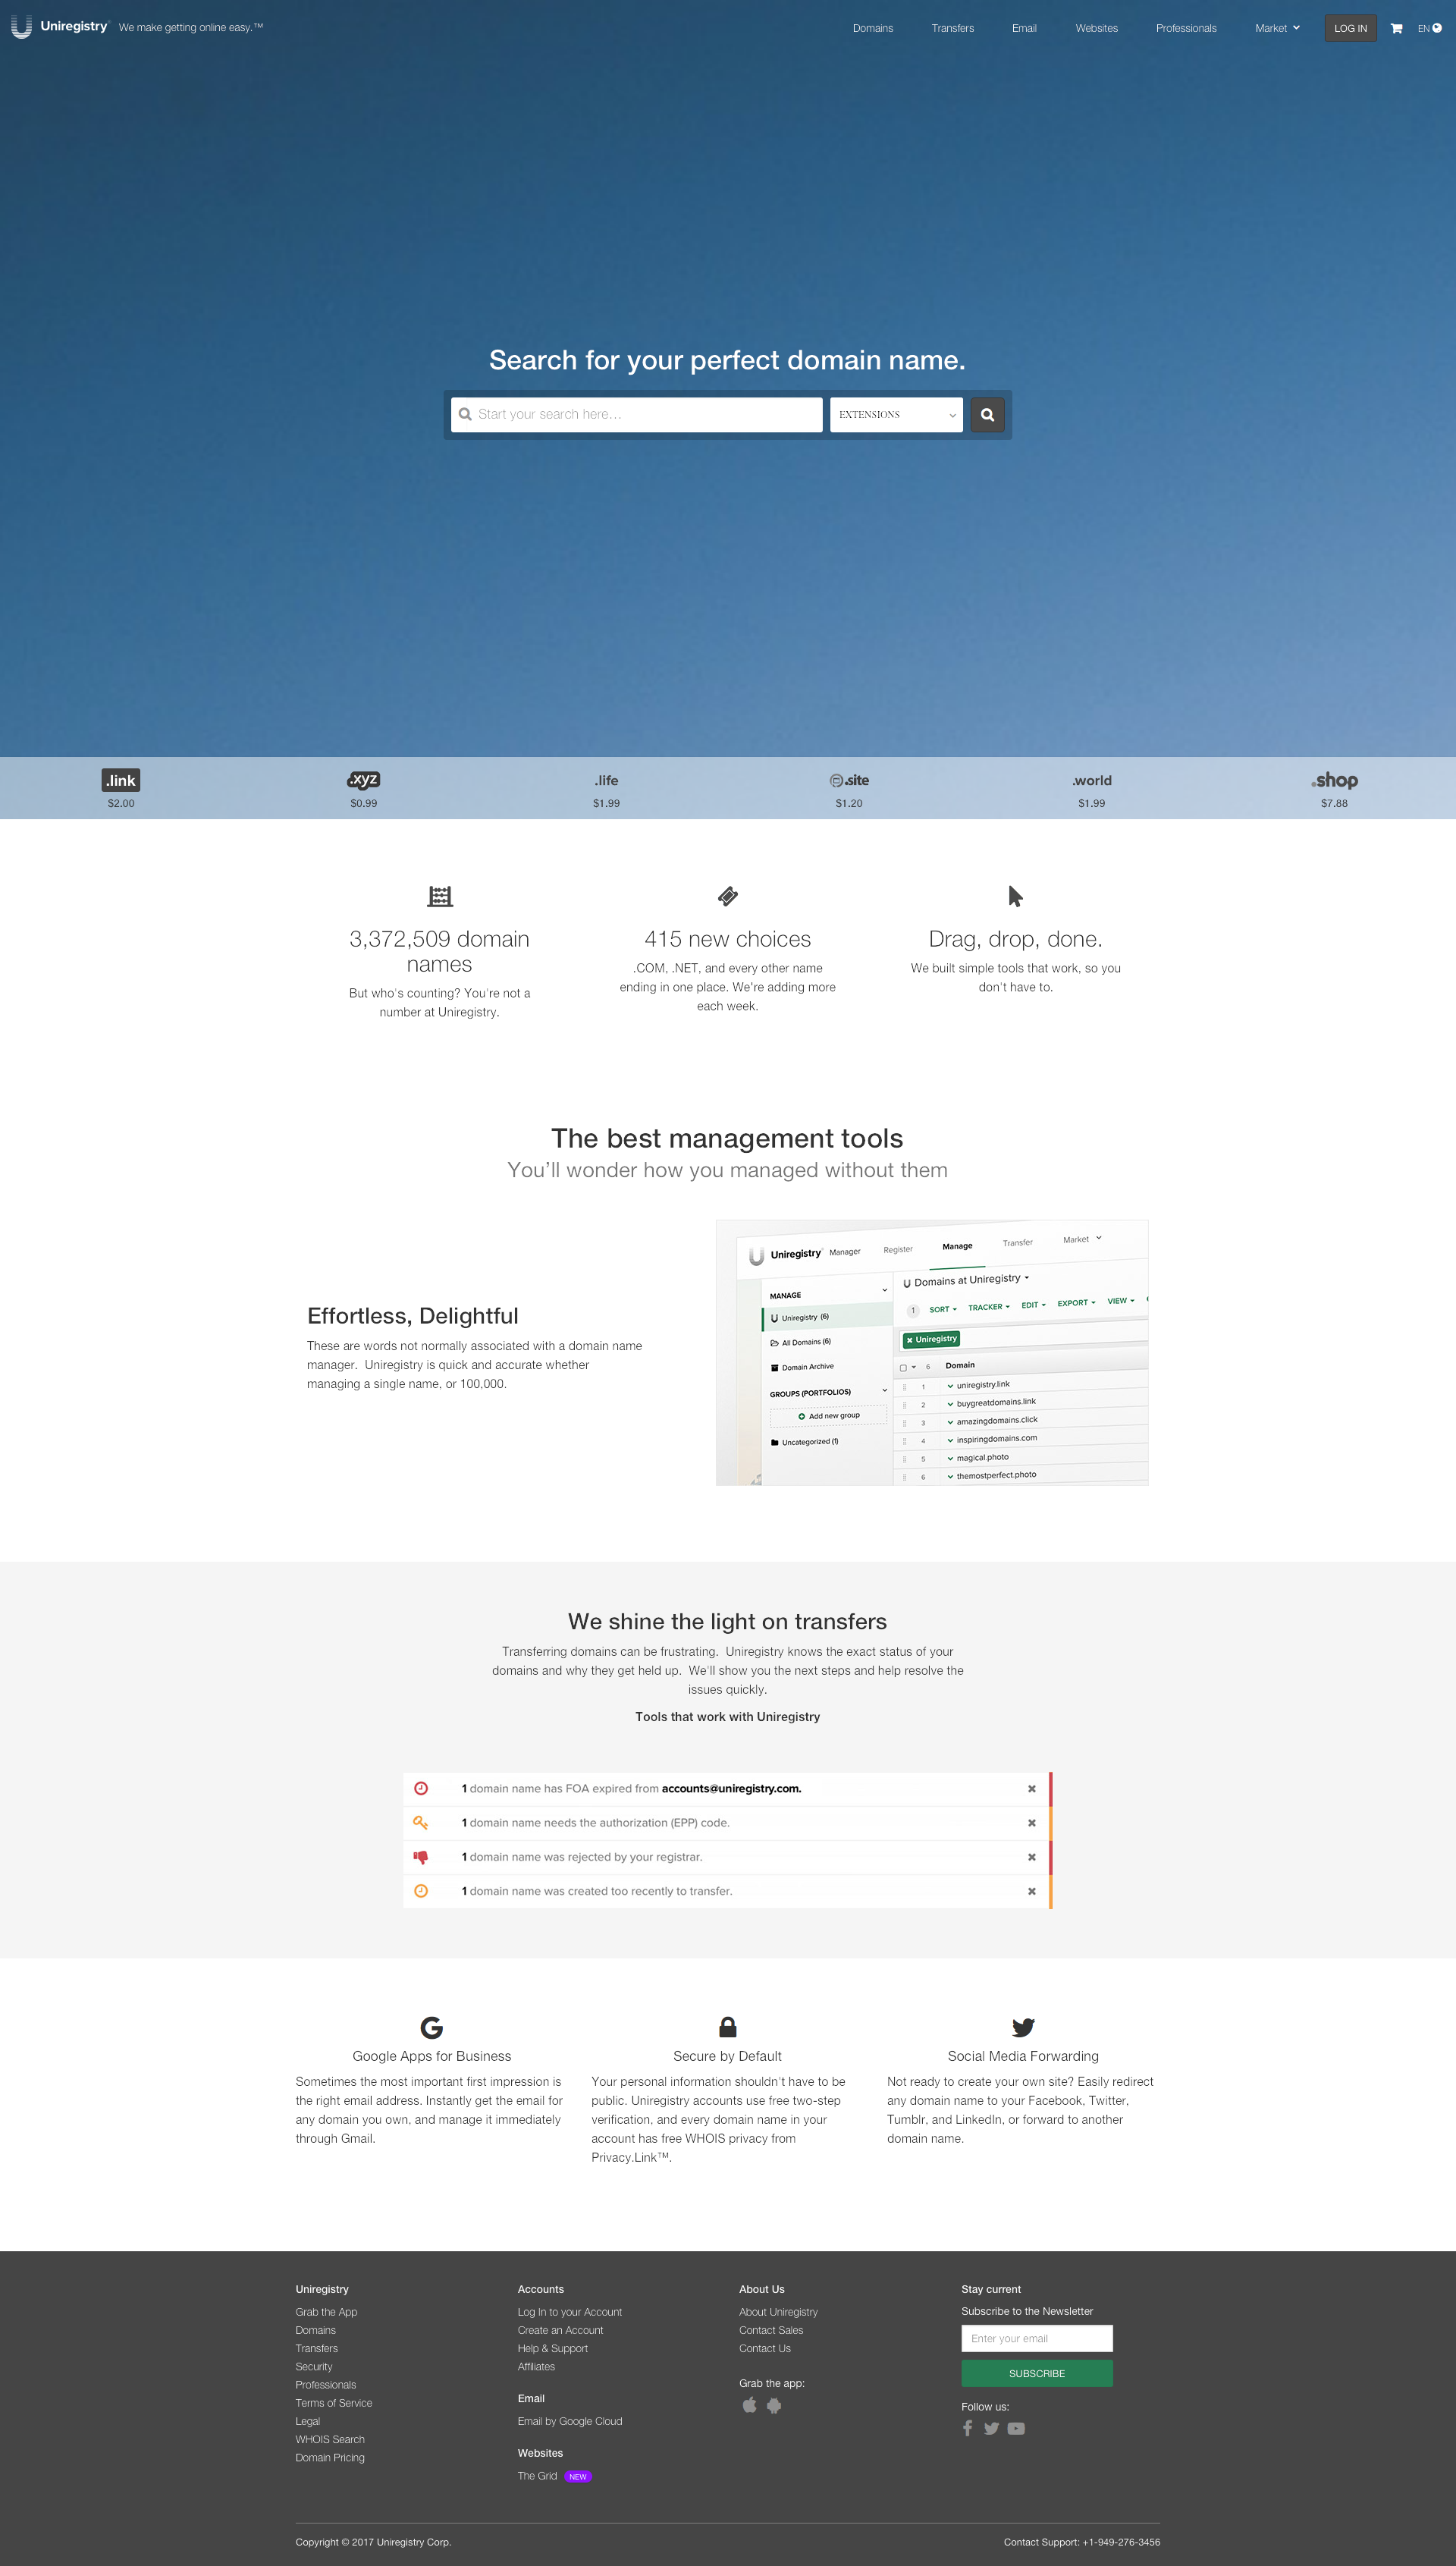 Uniregistry We make getting online easy.™ Domains Transfers Email Websites Professionals Market LOG IN EN
Search for your perfect domain name.
Start your search here... EXTENSIONS
.link .xyz .life .site .world .shop
$2.00 $0.99 $1.99 $1.20 $1.99 $7.88
3,372,509 domain
names
But who's counting? You're not a
number at Uniregistry.
415 new choices
.COM, .NET, and every other name
ending in one place. We're adding more
each week.
Drag, drop, done.
We built simple tools that work, so you
don't have to.
The best management tools
You'll wonder how you managed without them
Effortless, Delightful
These are words not normally associated with a domain name
manager.  Uniregistry is quick and accurate whether
managing a single name, or 100,000.
Uniregistry Manager Register Manage Transfer Market
MANAGE
Uniregistry (6)
All Domains (6)
Domain Archive
GROUPS (PORTFOLIOS)
Add new group
Uncategorized (1)
Domains at Uniregistry
1 SORT TRACKER EDIT EXPORT VIEW
Uniregistry
6 Domain
1 uniregistry.link
2 buygreatdomains.link
3 amazingdomains.click
4 inspiringdomains.com
5 magical.photo
6 themostperfect.photo
We shine the light on transfers
Transferring domains can be frustrating.  Uniregistry knows the exact status of your
domains and why they get held up.  We'll show you the next steps and help resolve the
issues quickly.
Tools that work with Uniregistry
1 domain name has FOA expired from accounts@uniregistry.com.
1 domain name needs the authorization (EPP) code.
1 domain name was rejected by your registrar.
1 domain name was created too recently to transfer.
Google Apps for Business
Sometimes the most important first impression is
the right email address. Instantly get the email for
any domain you own, and manage it immediately
through Gmail.
Secure by Default
Your personal information shouldn't have to be
public. Uniregistry accounts use free two-step
verification, and every domain name in your
account has free WHOIS privacy from
Privacy.Link™.
Social Media Forwarding
Not ready to create your own site? Easily redirect
any domain name to your Facebook, Twitter,
Tumblr, and LinkedIn, or forward to another
domain name.
Uniregistry
Grab the App
Domains
Transfers
Security
Professionals
Terms of Service
Legal
WHOIS Search
Domain Pricing
Accounts
Log In to your Account
Create an Account
Help & Support
Affiliates
Email
Email by Google Cloud
Websites
The Grid NEW
About Us
About Uniregistry
Contact Sales
Contact Us
Grab the app:
Stay current
Subscribe to the Newsletter
Enter your email
SUBSCRIBE
Follow us:
Copyright © 2017 Uniregistry Corp. Contact Support: +1-949-276-3456